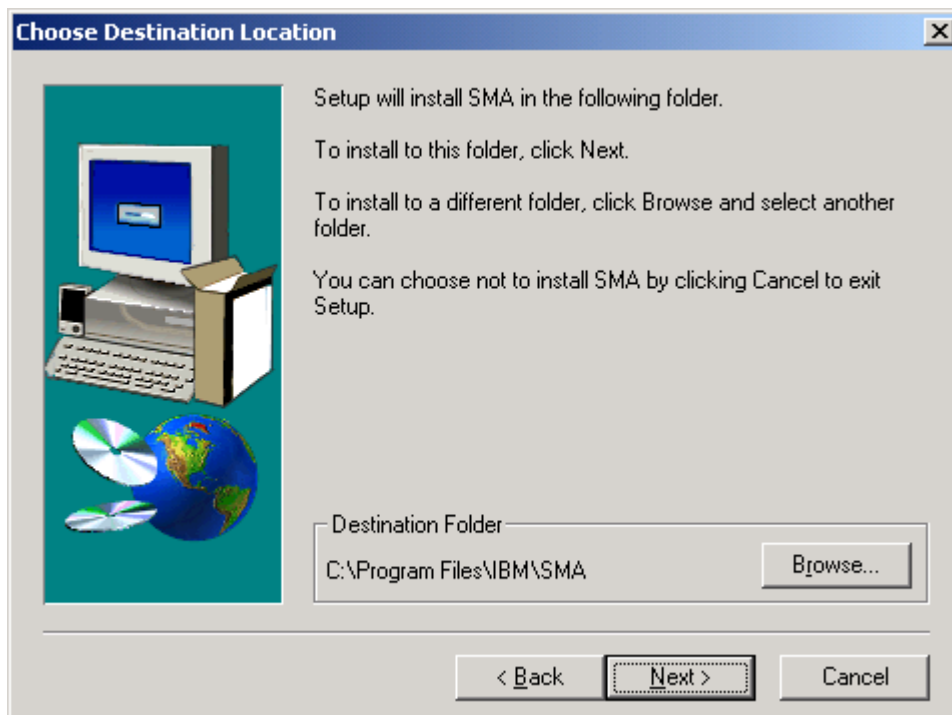 Choose Destination Location
Setup will install SMA in the following folder.
To install to this folder, click Next.
To install to a different folder, click Browse and select another
folder.
You can choose not to install SMA by clicking Cancel to exit
Setup.
Destination Folder
C:\Program Files\IBM\SMA
Browse...
< Back
Next >
Cancel